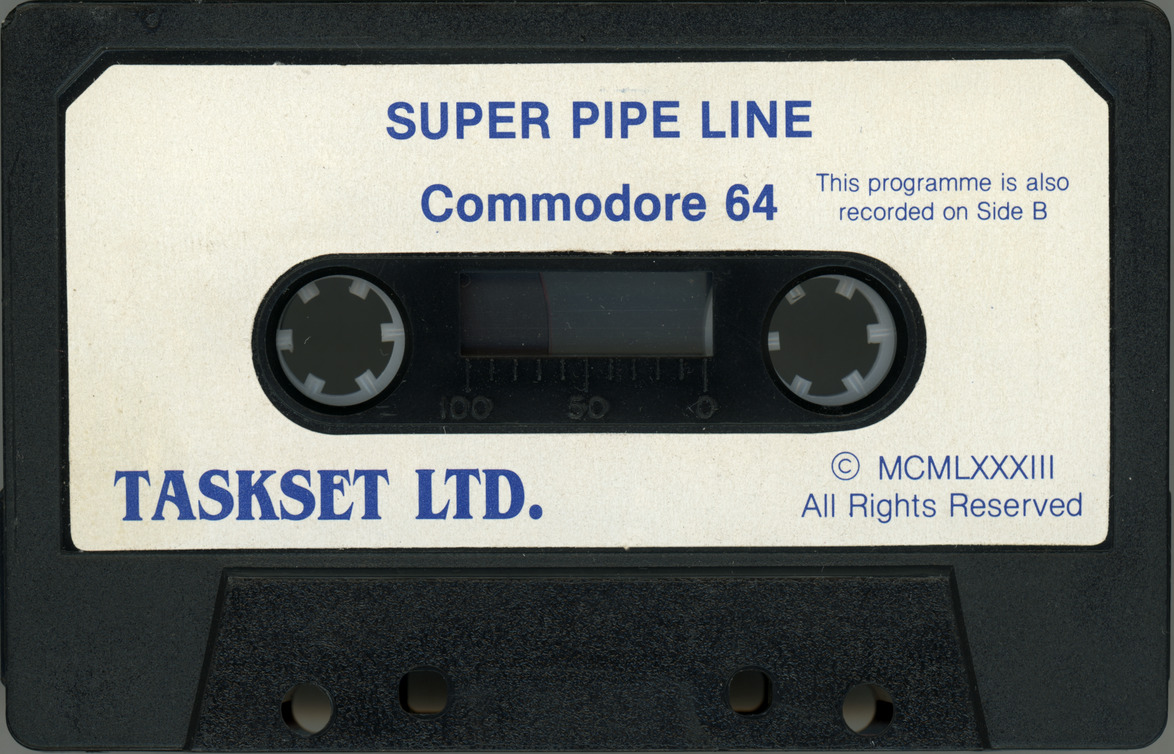 SUPER PIPE LINE
Commodore 64
This programme is also
recorded on Side B
100 50 0
TASKSET LTD.
© MCMLXXXIII
All Rights Reserved